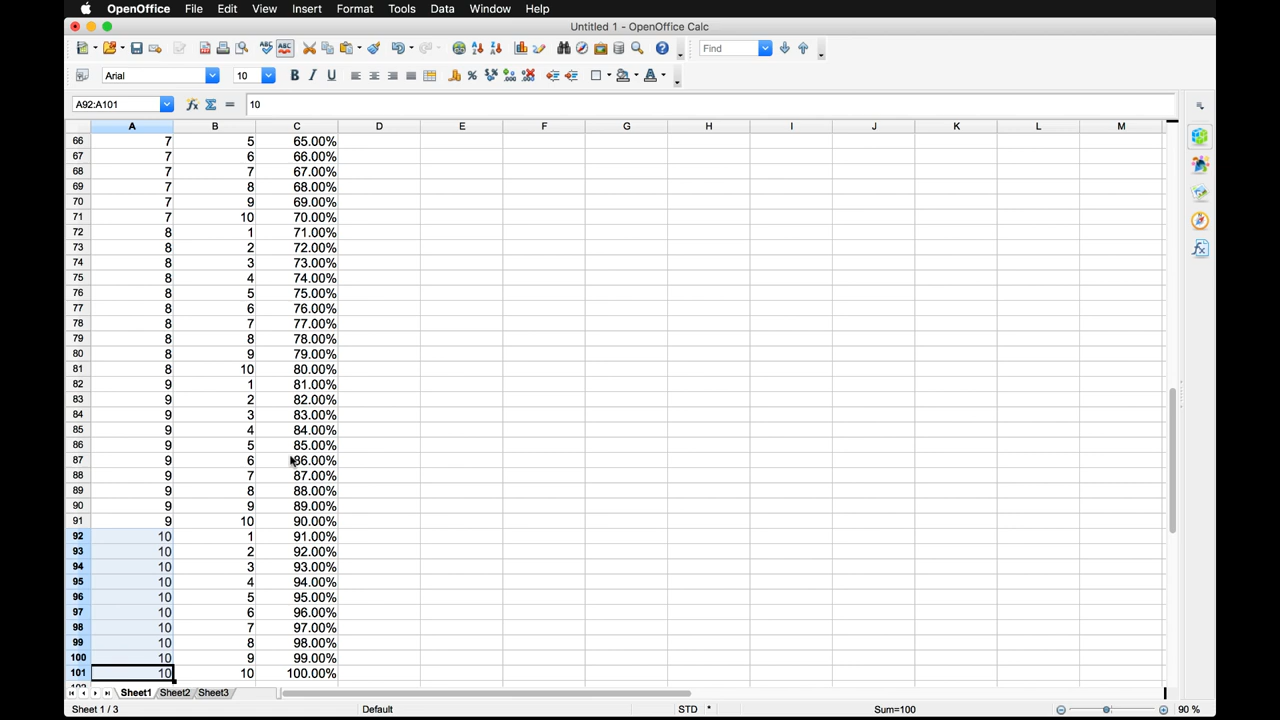 OpenOffice File Edit View Insert Format Tools Data Window Help
Untitled 1 - OpenOffice Calc
Find
Arial 10 B I U
A92:A101 10
A B C D E F G H I J K L M
66 7 5 65.00%
67 7 6 66.00%
68 7 7 67.00%
69 7 8 68.00%
70 7 9 69.00%
71 7 10 70.00%
72 8 1 71.00%
73 8 2 72.00%
74 8 3 73.00%
75 8 4 74.00%
76 8 5 75.00%
77 8 6 76.00%
78 8 7 77.00%
79 8 8 78.00%
80 8 9 79.00%
81 8 10 80.00%
82 9 1 81.00%
83 9 2 82.00%
84 9 3 83.00%
85 9 4 84.00%
86 9 5 85.00%
87 9 6 86.00%
88 9 7 87.00%
89 9 8 88.00%
90 9 9 89.00%
91 9 10 90.00%
92 10 1 91.00%
93 10 2 92.00%
94 10 3 93.00%
95 10 4 94.00%
96 10 5 95.00%
97 10 6 96.00%
98 10 7 97.00%
99 10 8 98.00%
100 10 9 99.00%
101 10 10 100.00%
Sheet1 Sheet2 Sheet3
Sheet 1 / 3 Default STD * Sum=100 90 %